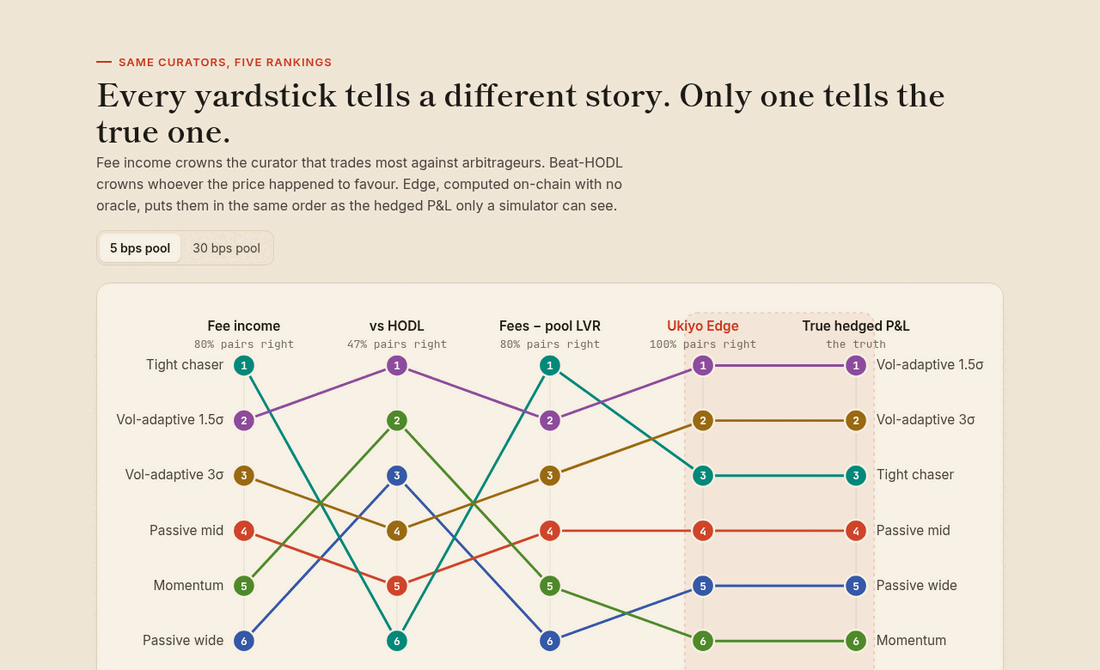 SAME CURATORS, FIVE RANKINGS
Every yardstick tells a different story. Only one tells the
true one.
Fee income crowns the curator that trades most against arbitrageurs. Beat-HODL
crowns whoever the price happened to favour. Edge, computed on-chain with no
oracle, puts them in the same order as the hedged P&L only a simulator can see.
5 bps pool 30 bps pool
Fee income vs HODL Fees − pool LVR Ukiyo Edge True hedged P&L
80% pairs right 47% pairs right 80% pairs right 100% pairs right the truth
Tight chaser 1 1 1 1 1 Vol-adaptive 1.5σ
Vol-adaptive 1.5σ 2 2 2 2 2 Vol-adaptive 3σ
Vol-adaptive 3σ 3 3 3 3 3 Tight chaser
Passive mid 4 4 4 4 4 Passive mid
Momentum 5 5 5 5 5 Passive wide
Passive wide 6 6 6 6 6 Momentum